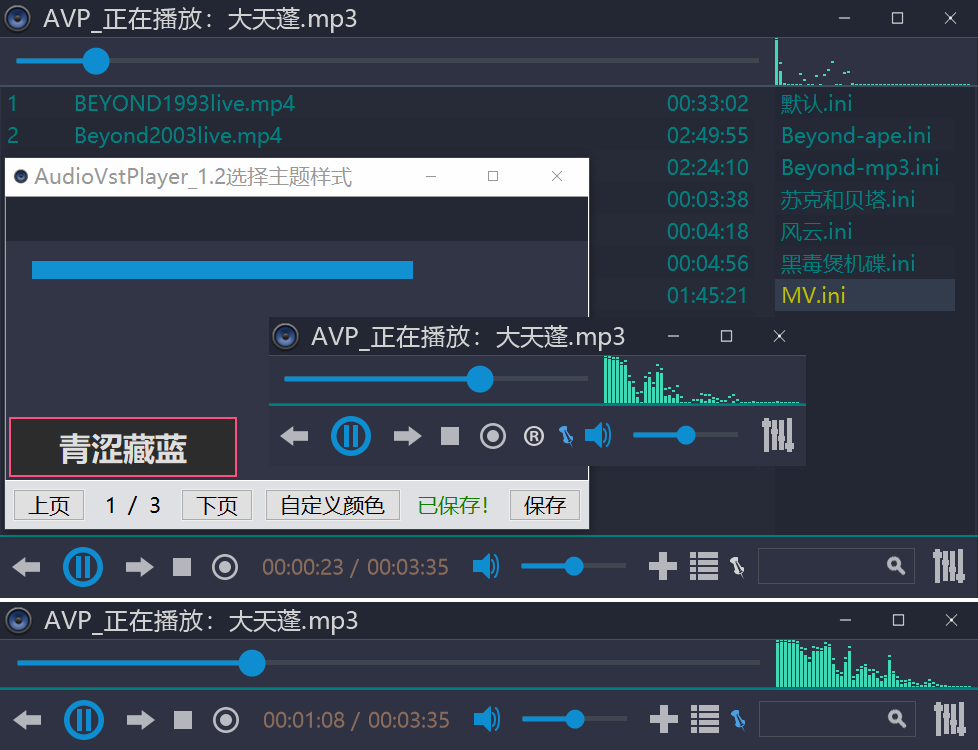 AVP_正在播放：大天蓬.mp3
1 BEYOND1993live.mp4 00:33:02 默认.ini
2 Beyond2003live.mp4 02:49:55 Beyond-ape.ini
02:24:10 Beyond-mp3.ini
00:03:38 苏克和贝塔.ini
00:04:18 风云.ini
00:04:56 黑毒煲机碟.ini
01:45:21 MV.ini
AudioVstPlayer_1.2选择主题样式
AVP_正在播放：大天蓬.mp3
R
青涩藏蓝
上页 1 / 3 下页 自定义颜色 已保存! 保存
00:00:23 / 00:03:35
AVP_正在播放：大天蓬.mp3
00:01:08 / 00:03:35